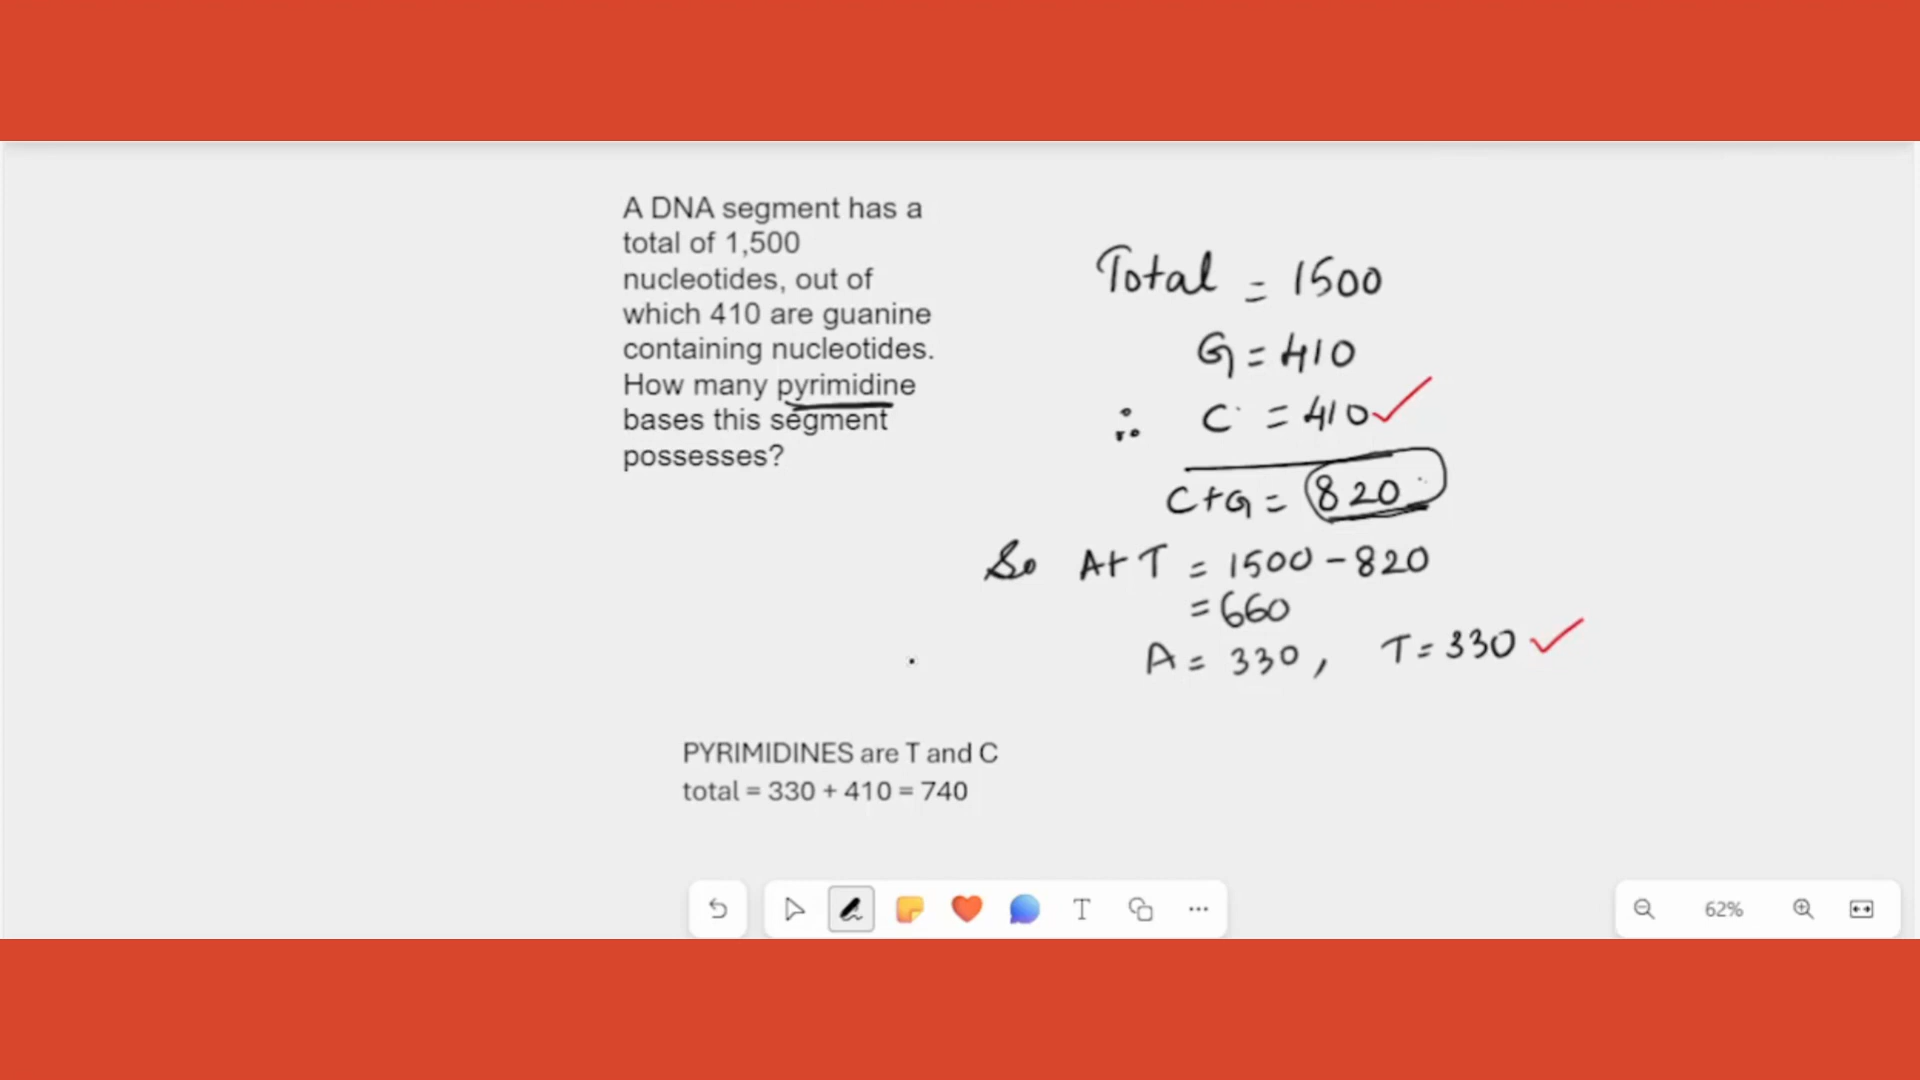 A DNA segment has a
total of 1,500
nucleotides, out of
which 410 are guanine
containing nucleotides.
How many pyrimidine
bases this segment
possesses?
Total = 1500
G = 410
∴ C = 410
C+G = 820
So A+T = 1500 - 820
= 660
A = 330, T = 330
PYRIMIDINES are T and C
total = 330 + 410 = 740
T
62%